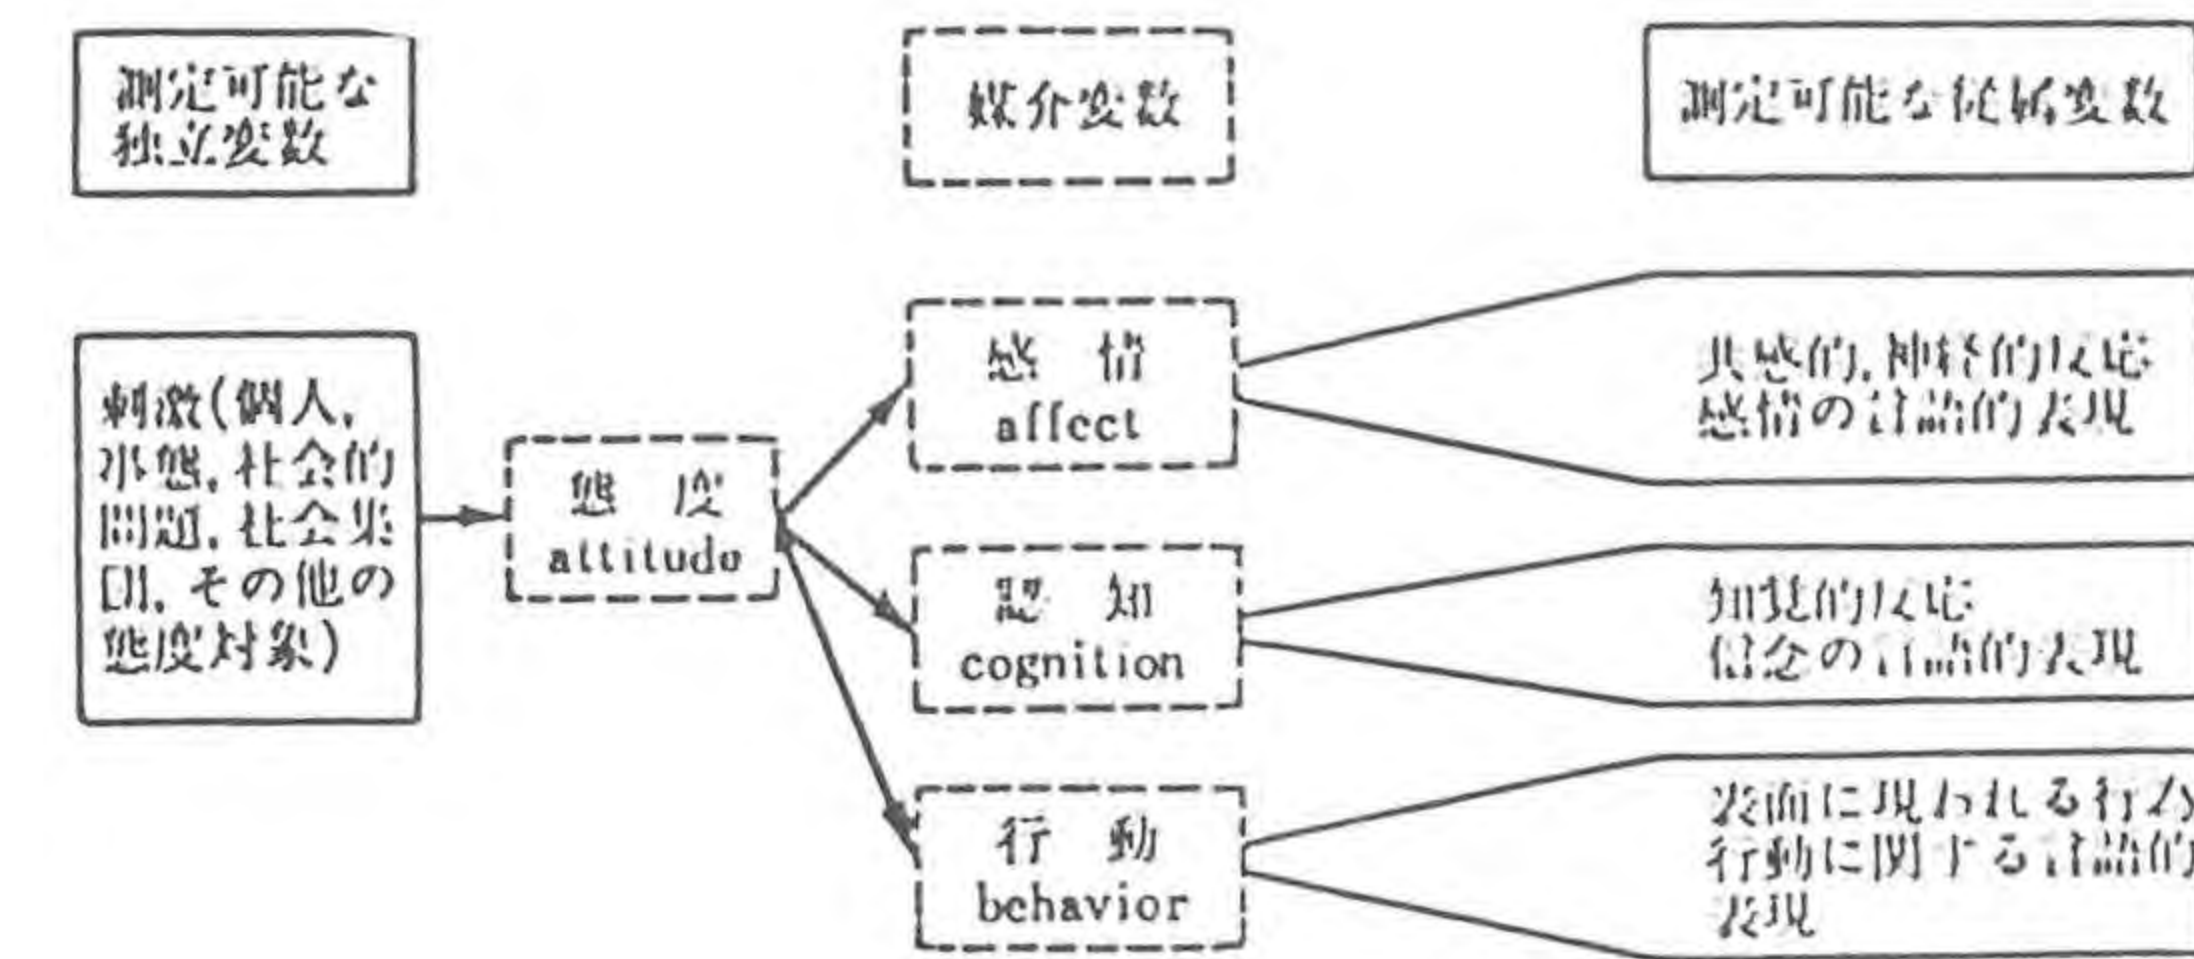 測定可能な
独立変数
媒介変数
測定可能な従属変数
刺激(個人,
事態,社会的
問題,社会集
団,その他の
態度対象)
態 度
attitude
感 情
affect
認 知
cognition
行 動
behavior
共感的,神経的反応
感情の言語的表現
知覚的反応
信念の言語的表現
表面に現われる行為
行動に関する言語的
表現